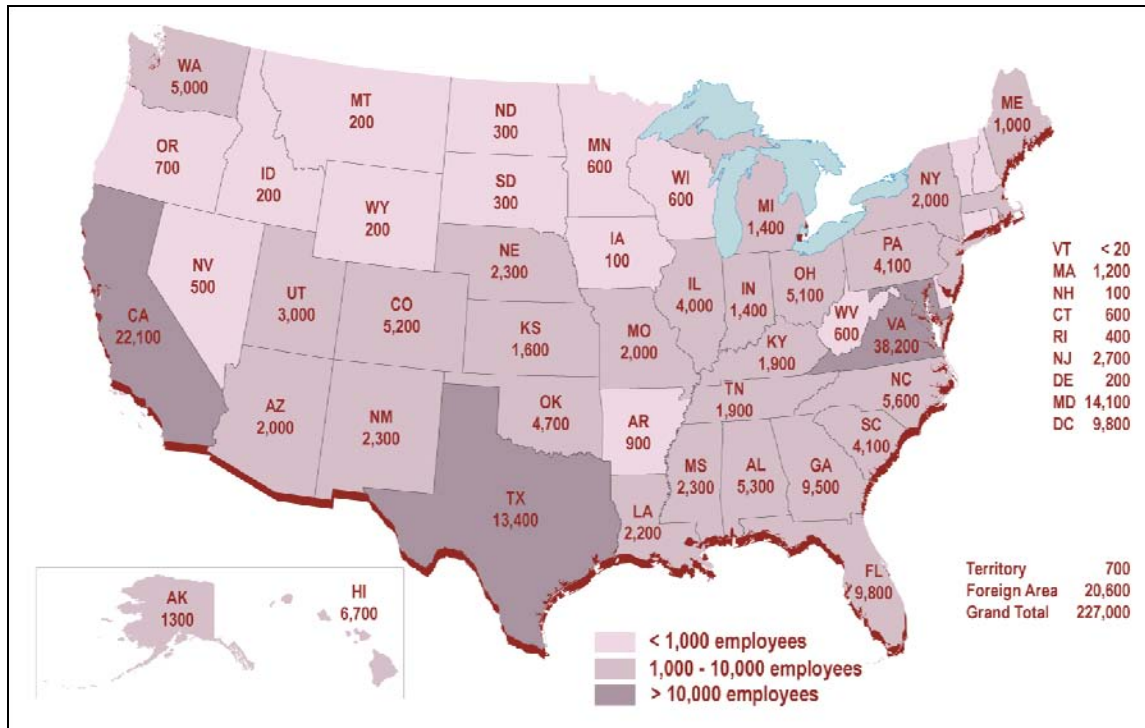 WA
5,000
MT
200
ND
300
MN
600
ME
1,000
OR
700
ID
200
SD
300
WI
600
NY
2,000
WY
200
MI
1,400
IA
100
NE
2,300
PA
4,100
NV
500
UT
3,000
CO
5,200
IL
4,000
IN
1,400
OH
5,100
CA
22,100
KS
1,600
MO
2,000
WV
600
VA
38,200
KY
1,900
NC
5,600
TN
1,900
AZ
2,000
NM
2,300
OK
4,700
AR
900
SC
4,100
MS
2,300
AL
5,300
GA
9,500
TX
13,400
LA
2,200
FL
9,800
AK
1300
HI
6,700
VT < 20
MA 1,200
NH 100
CT 600
RI 400
NJ 2,700
DE 200
MD 14,100
DC 9,800
Territory 700
Foreign Area 20,600
Grand Total 227,000
< 1,000 employees
1,000 - 10,000 employees
> 10,000 employees